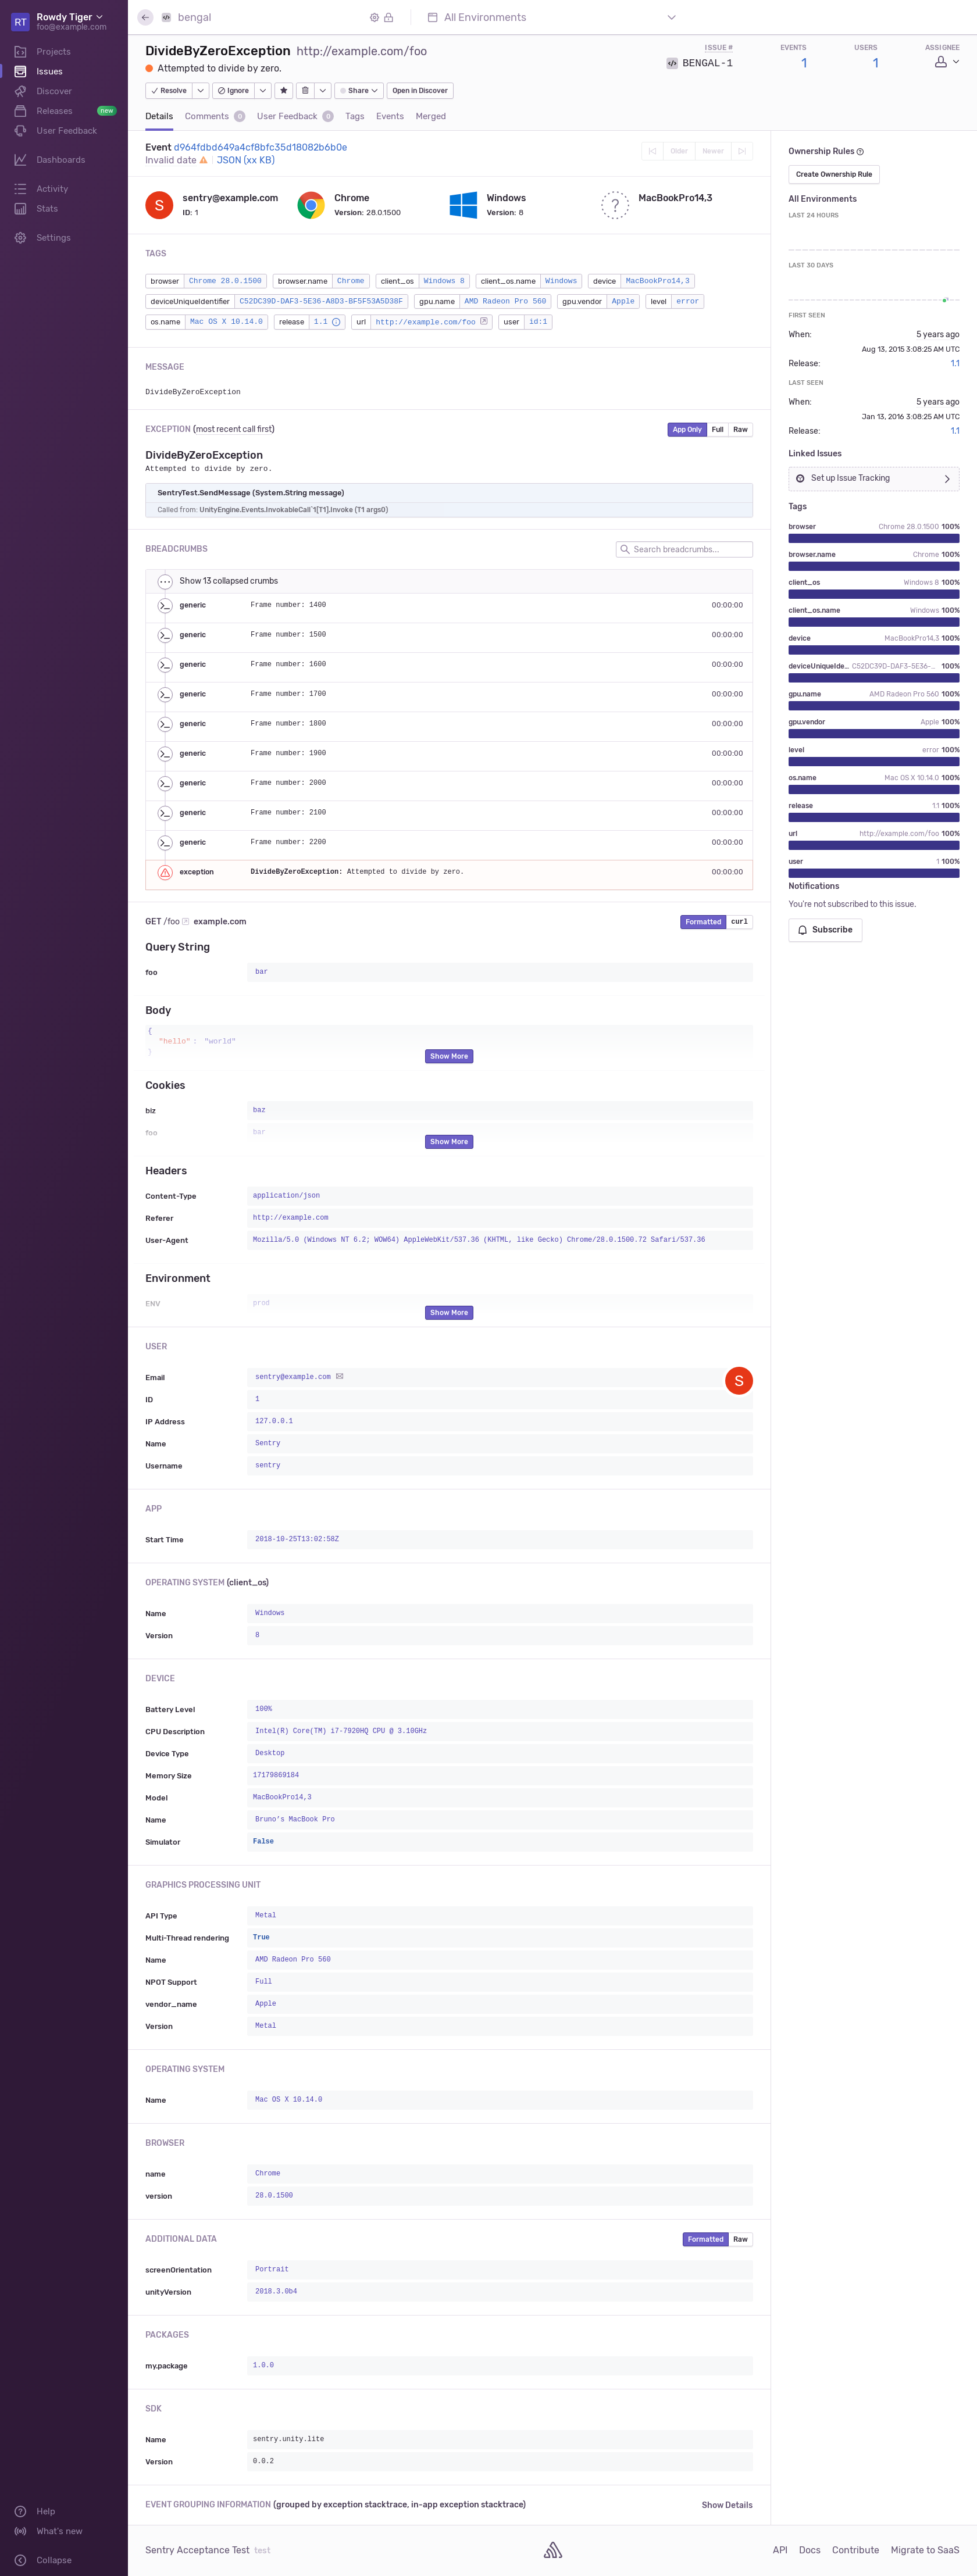 RT Rowdy Tiger
foo@example.com
Projects
Issues
Discover
Releases new
User Feedback
Dashboards
Activity
Stats
Settings
Help
What's new
Collapse
bengal
All Environments
DivideByZeroException http://example.com/foo
Attempted to divide by zero.
ISSUE # EVENTS USERS ASSIGNEE
BENGAL-1 1 1
Resolve Ignore Share Open in Discover
Details Comments 0 User Feedback 0 Tags Events Merged
Event d964fdbd649a4cf8bfc35d18082b6b0e
Invalid date JSON (xx KB)
Older Newer
S sentry@example.com
ID: 1
Chrome
Version: 28.0.1500
Windows
Version: 8
? MacBookPro14,3
TAGS
browser Chrome 28.0.1500 browser.name Chrome client_os Windows 8 client_os.name Windows device MacBookPro14,3
deviceUniqueIdentifier C52DC39D-DAF3-5E36-A8D3-BF5F53A5D38F gpu.name AMD Radeon Pro 560 gpu.vendor Apple level error
os.name Mac OS X 10.14.0 release 1.1 url http://example.com/foo user id:1
MESSAGE
DivideByZeroException
EXCEPTION (most recent call first) App Only Full Raw
DivideByZeroException
Attempted to divide by zero.
SentryTest.SendMessage (System.String message)
Called from: UnityEngine.Events.InvokableCall`1[T1].Invoke (T1 args0)
BREADCRUMBS Search breadcrumbs...
Show 13 collapsed crumbs
generic Frame number: 1400 00:00:00
generic Frame number: 1500 00:00:00
generic Frame number: 1600 00:00:00
generic Frame number: 1700 00:00:00
generic Frame number: 1800 00:00:00
generic Frame number: 1900 00:00:00
generic Frame number: 2000 00:00:00
generic Frame number: 2100 00:00:00
generic Frame number: 2200 00:00:00
exception DivideByZeroException: Attempted to divide by zero. 00:00:00
GET /foo example.com Formatted curl
Query String
foo bar
Body
{
"hello": "world"
}
Show More
Cookies
biz baz
foo bar
Show More
Headers
Content-Type application/json
Referer http://example.com
User-Agent Mozilla/5.0 (Windows NT 6.2; WOW64) AppleWebKit/537.36 (KHTML, like Gecko) Chrome/28.0.1500.72 Safari/537.36
Environment
ENV prod
Show More
USER
Email sentry@example.com S
ID 1
IP Address 127.0.0.1
Name Sentry
Username sentry
APP
Start Time 2018-10-25T13:02:58Z
OPERATING SYSTEM (client_os)
Name Windows
Version 8
DEVICE
Battery Level 100%
CPU Description Intel(R) Core(TM) i7-7920HQ CPU @ 3.10GHz
Device Type Desktop
Memory Size 17179869184
Model MacBookPro14,3
Name Bruno's MacBook Pro
Simulator False
GRAPHICS PROCESSING UNIT
API Type Metal
Multi-Thread rendering True
Name AMD Radeon Pro 560
NPOT Support Full
vendor_name Apple
Version Metal
OPERATING SYSTEM
Name Mac OS X 10.14.0
BROWSER
name Chrome
version 28.0.1500
ADDITIONAL DATA Formatted Raw
screenOrientation Portrait
unityVersion 2018.3.0b4
PACKAGES
my.package 1.0.0
SDK
Name sentry.unity.lite
Version 0.0.2
EVENT GROUPING INFORMATION (grouped by exception stacktrace, in-app exception stacktrace) Show Details
Ownership Rules
Create Ownership Rule
All Environments
LAST 24 HOURS
LAST 30 DAYS
FIRST SEEN
When: 5 years ago
Aug 13, 2015 3:08:25 AM UTC
Release: 1.1
LAST SEEN
When: 5 years ago
Jan 13, 2016 3:08:25 AM UTC
Release: 1.1
Linked Issues
Set up Issue Tracking
Tags
browser Chrome 28.0.1500 100%
browser.name Chrome 100%
client_os Windows 8 100%
client_os.name Windows 100%
device MacBookPro14,3 100%
deviceUniqueIde... C52DC39D-DAF3-5E36-... 100%
gpu.name AMD Radeon Pro 560 100%
gpu.vendor Apple 100%
level error 100%
os.name Mac OS X 10.14.0 100%
release 1.1 100%
url http://example.com/foo 100%
user 1 100%
Notifications
You're not subscribed to this issue.
Subscribe
Sentry Acceptance Test test
API Docs Contribute Migrate to SaaS